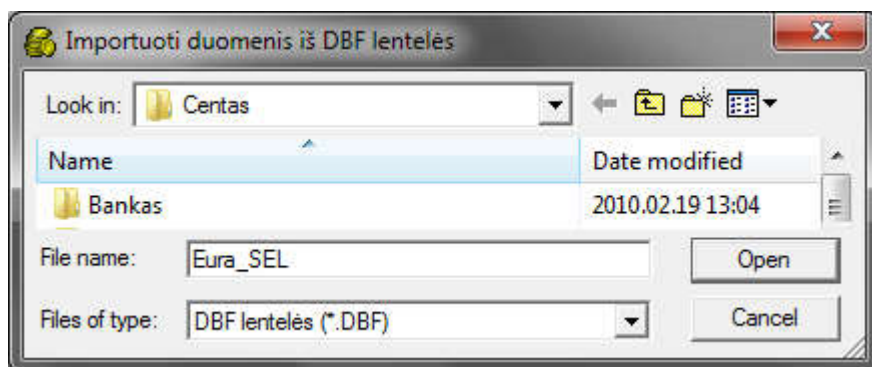 Importuoti duomenis iš DBF lentelės
Look in: Centas
Name Date modified
Bankas 2010.02.19 13:04
File name: Eura_SEL Open
Files of type: DBF lentelės (*.DBF) Cancel